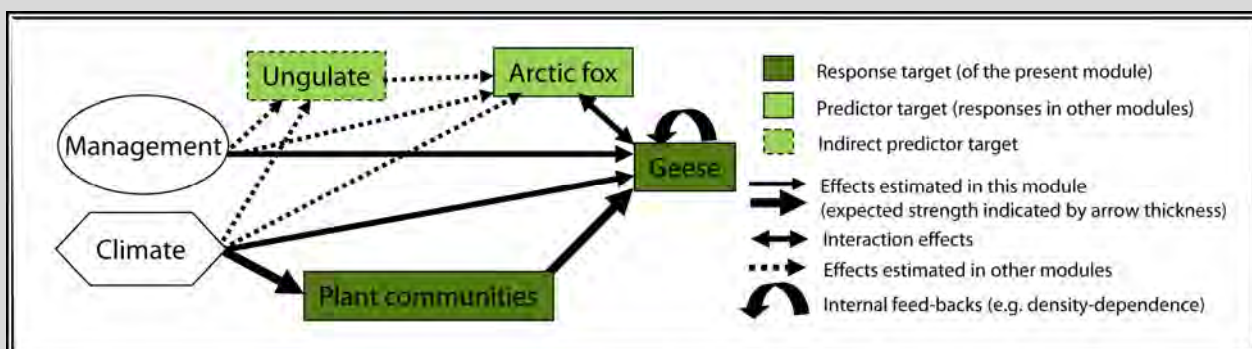 Ungulate
Arctic fox
Management
Geese
Climate
Plant communities
Response target (of the present module)
Predictor target (responses in other modules)
Indirect predictor target
Effects estimated in this module
(expected strength indicated by arrow thickness)
Interaction effects
Effects estimated in other modules
Internal feed-backs (e.g. density-dependence)